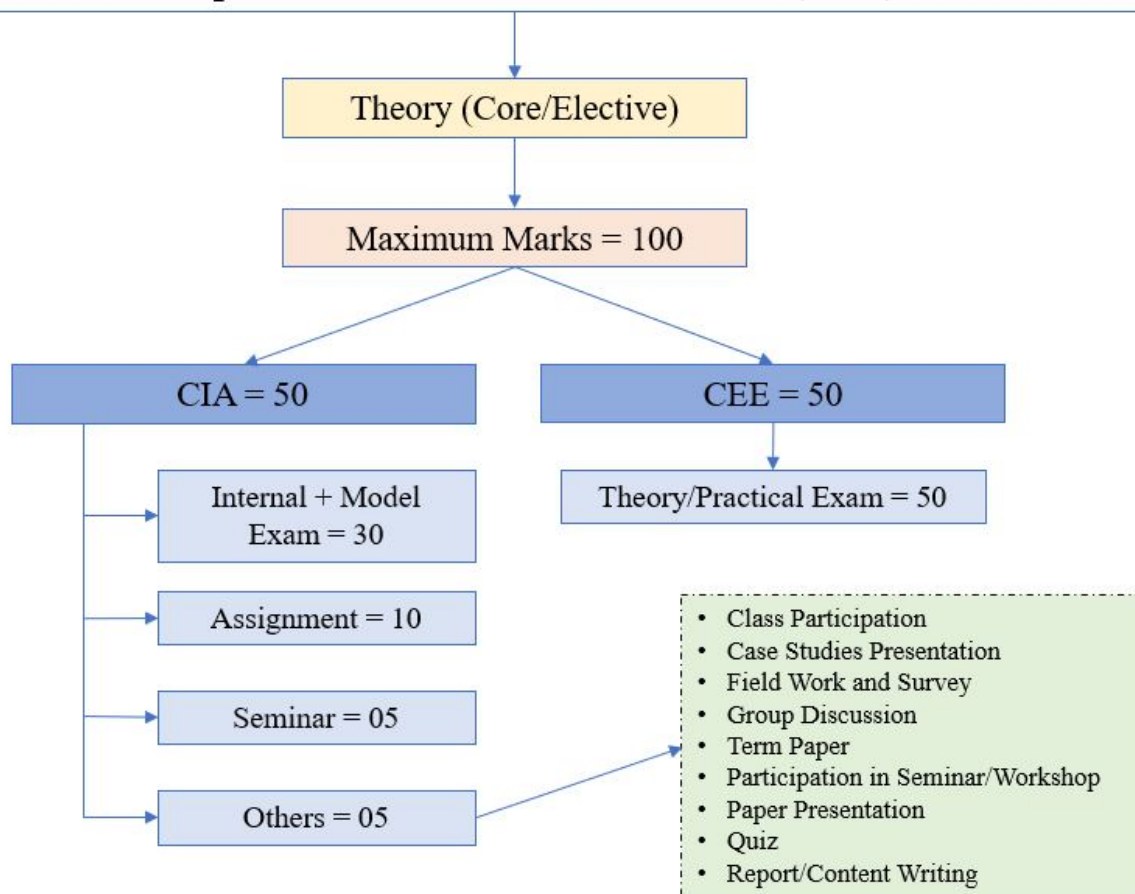 Theory (Core/Elective)
Maximum Marks = 100
CIA = 50
CEE = 50
Internal + Model
Exam = 30
Theory/Practical Exam = 50
Assignment = 10
Seminar = 05
Others = 05
• Class Participation
• Case Studies Presentation
• Field Work and Survey
• Group Discussion
• Term Paper
• Participation in Seminar/Workshop
• Paper Presentation
• Quiz
• Report/Content Writing